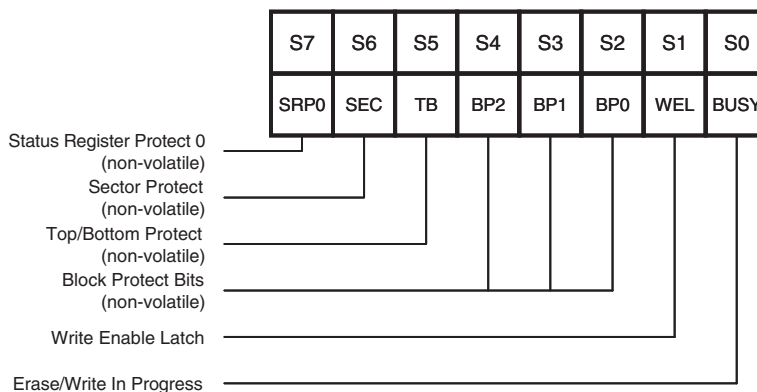 S7 S6 S5 S4 S3 S2 S1 S0
SRP0 SEC TB BP2 BP1 BP0 WEL BUSY
Status Register Protect 0
(non-volatile)
Sector Protect
(non-volatile)
Top/Bottom Protect
(non-volatile)
Block Protect Bits
(non-volatile)
Write Enable Latch
Erase/Write In Progress